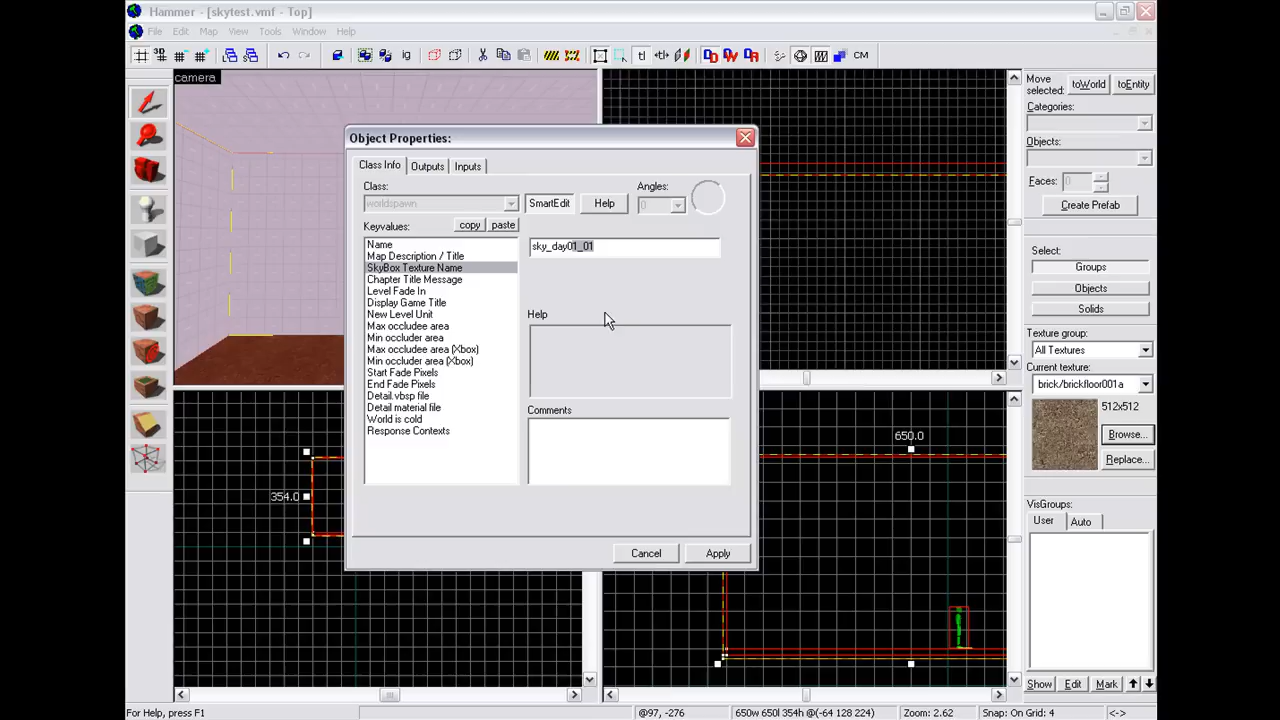 Hammer - [skytest.vmf - Top]
File Edit Map View Tools Window Help
camera
Object Properties:
Class Info Outputs Inputs
Class:
worldspawn
SmartEdit
Help
Angles:
0
Keyvalues:
copy
paste
Name
Map Description / Title
SkyBox Texture Name
Chapter Title Message
Level Fade In
Display Game Title
New Level Unit
Max occludee area
Min occluder area
Max occludee area (Xbox)
Min occluder area (Xbox)
Start Fade Pixels
End Fade Pixels
Detail.vbsp file
Detail material file
World is cold
Response Contexts
sky_day01_01
Help
Comments
Cancel
Apply
354.0
650.0
Move selected:
toWorld
toEntity
Categories:
Objects:
Faces: 0
Create Prefab
Select:
Groups
Objects
Solids
Texture group:
All Textures
Current texture:
brick/brickfloor001a
512x512
Browse...
Replace...
VisGroups:
User Auto
Show Edit Mark
For Help, press F1
@97, -276
650w 650l 354h @(-64 128 224)
Zoom: 2.62
Snap: On Grid: 4
<->